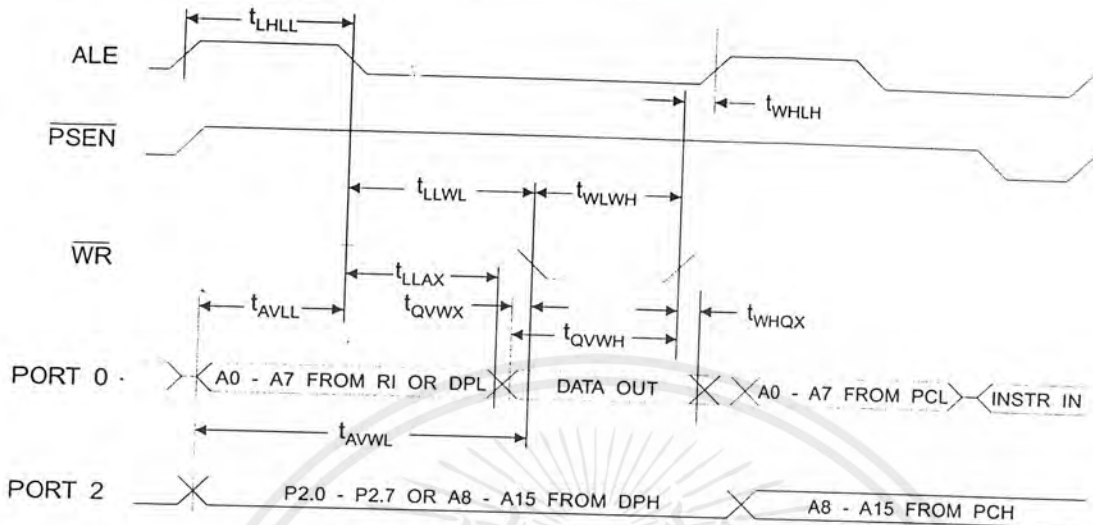 tLHLL
ALE
tWHLH
PSEN
tLLWL
tWLWH
WR
tLLAX
tAVLL
tQVWX
tWHQX
tQVWH
PORT 0
A0 - A7 FROM RI OR DPL
DATA OUT
A0 - A7 FROM PCL
INSTR IN
tAVWL
PORT 2
P2.0 - P2.7 OR A8 - A15 FROM DPH
A8 - A15 FROM PCH